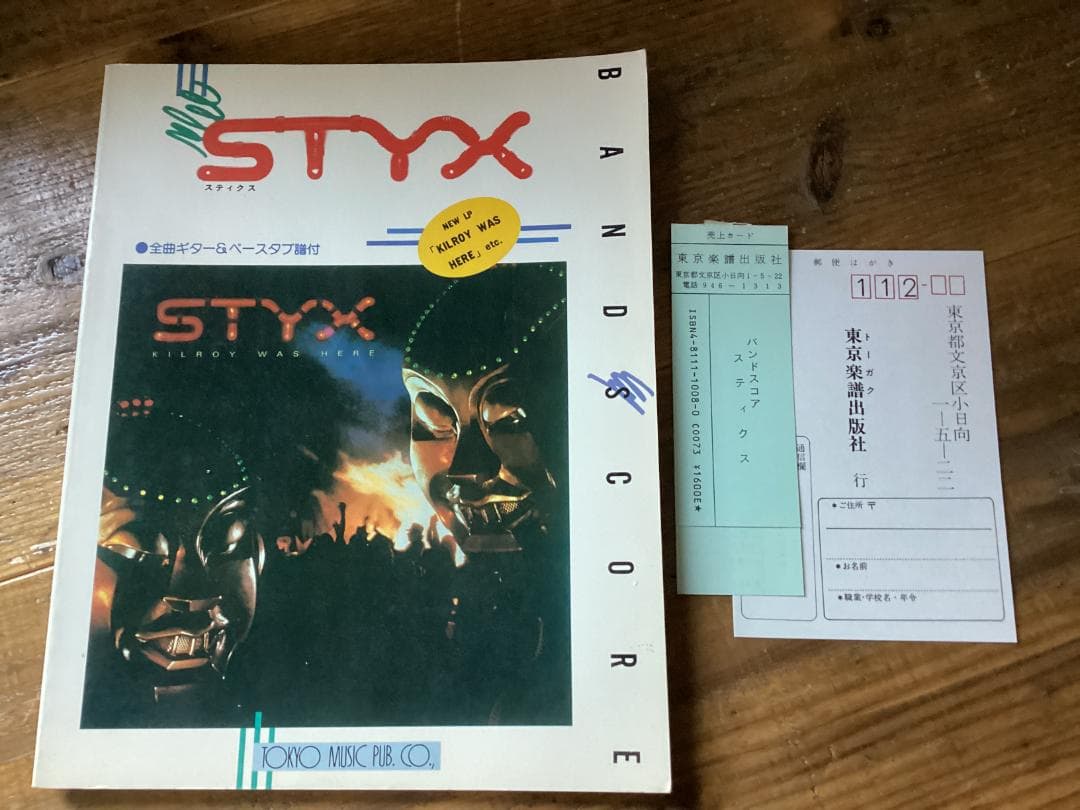 STYX
スティクス
●全曲ギター&ベースタブ譜付
NEW LP
「KILROY WAS
HERE」etc.
BAND SCORE
STYX
KILROY WAS HERE
TOKYO MUSIC PUB. CO.,
売上カード
東京楽譜出版社
東京都文京区小日向1-5-22
電話 946-1313
バンドスコア
スティクス
ISBN4-8111-1008-0 C0073 ¥1600E★
郵便はがき
112-
東京都文京区小日向
一―五―二二
トーガク
東京楽譜出版社 行
通信欄
●ご住所 〒
●お名前
●職業・学校名・年令